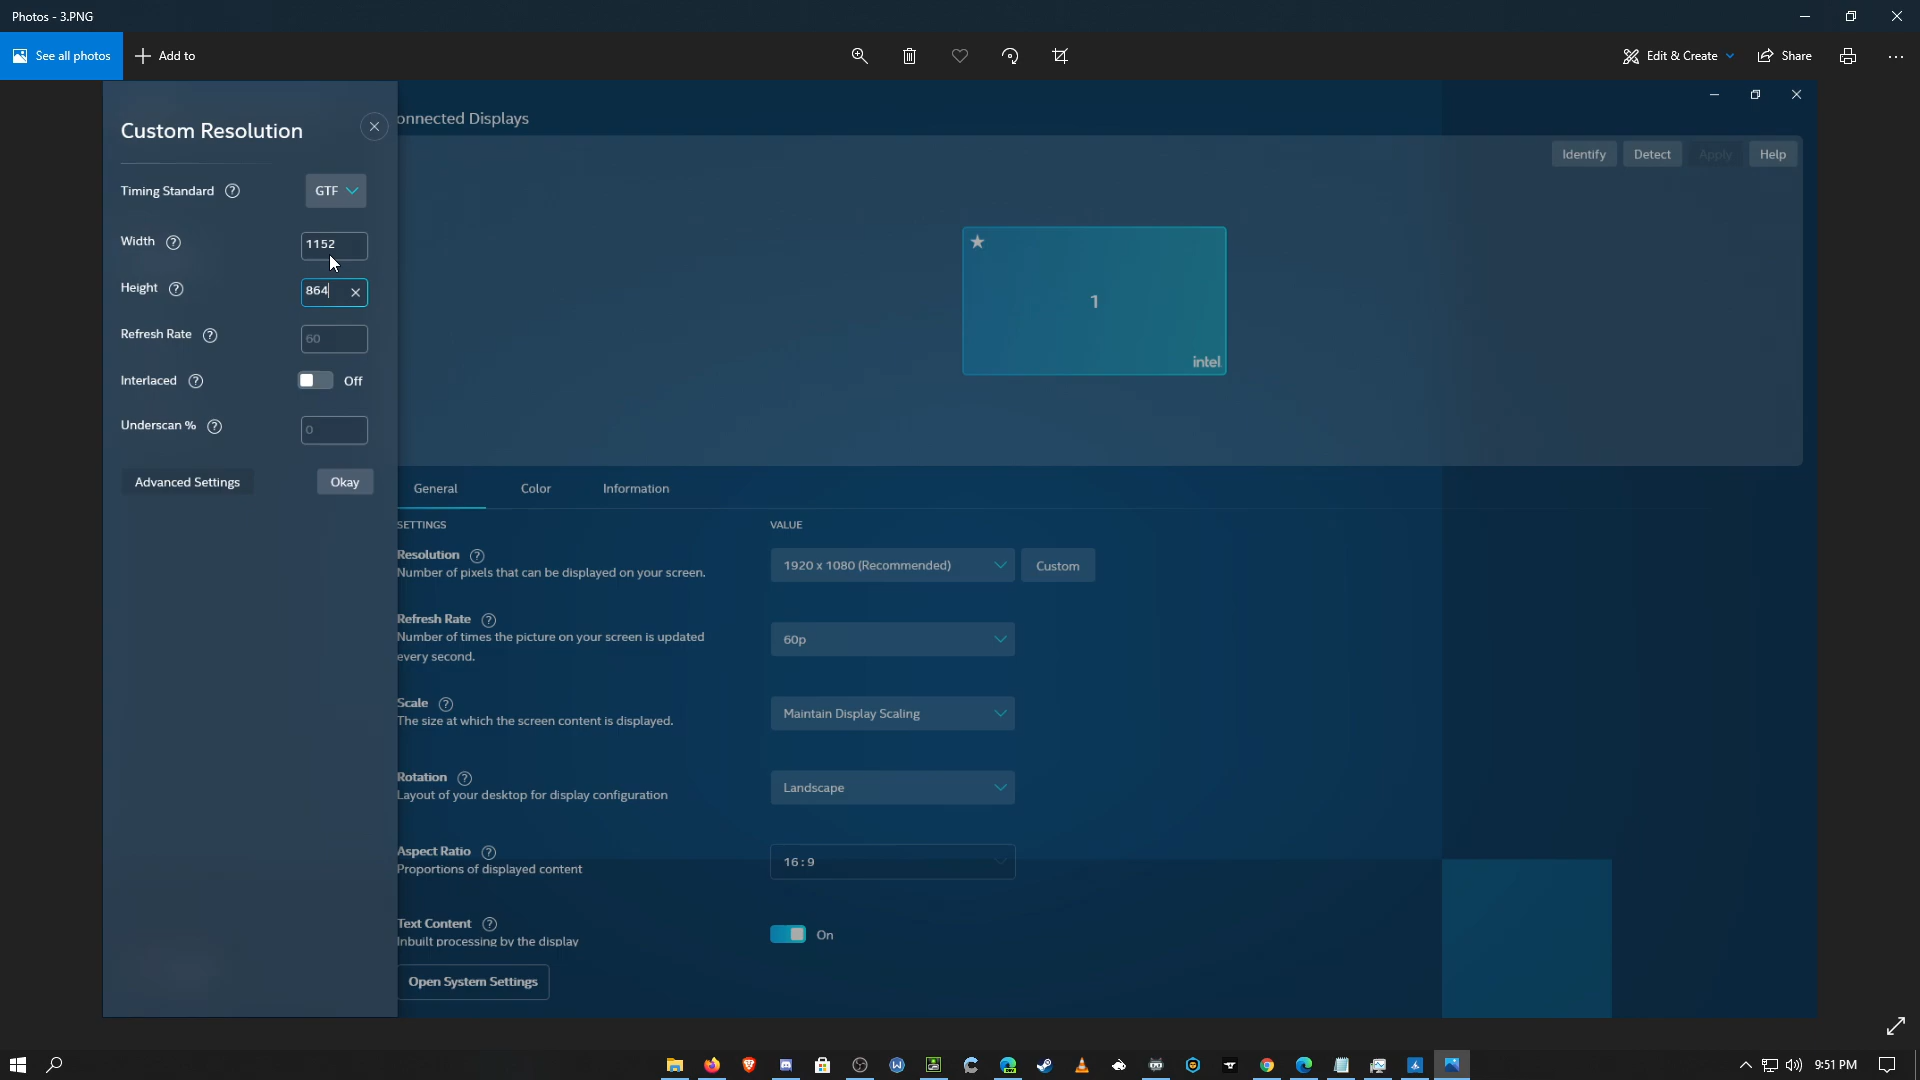 Photos - 3.PNG
See all photos
Add to
Edit & Create
Share
Custom Resolution
onnected Displays
Identify
Detect
Apply
Help
Timing Standard
GTF
Width
1152
Height
864
Refresh Rate
60
Interlaced
Off
Underscan %
0
Advanced Settings
Okay
1
intel
General
Color
Information
SETTINGS
VALUE
Resolution
Number of pixels that can be displayed on your screen.
1920 x 1080 (Recommended)
Custom
Refresh Rate
Number of times the picture on your screen is updated
every second.
60p
Scale
The size at which the screen content is displayed.
Maintain Display Scaling
Rotation
Layout of your desktop for display configuration
Landscape
Aspect Ratio
Proportions of displayed content
16 : 9
Text Content
Inbuilt processing by the display
On
Open System Settings
9:51 PM